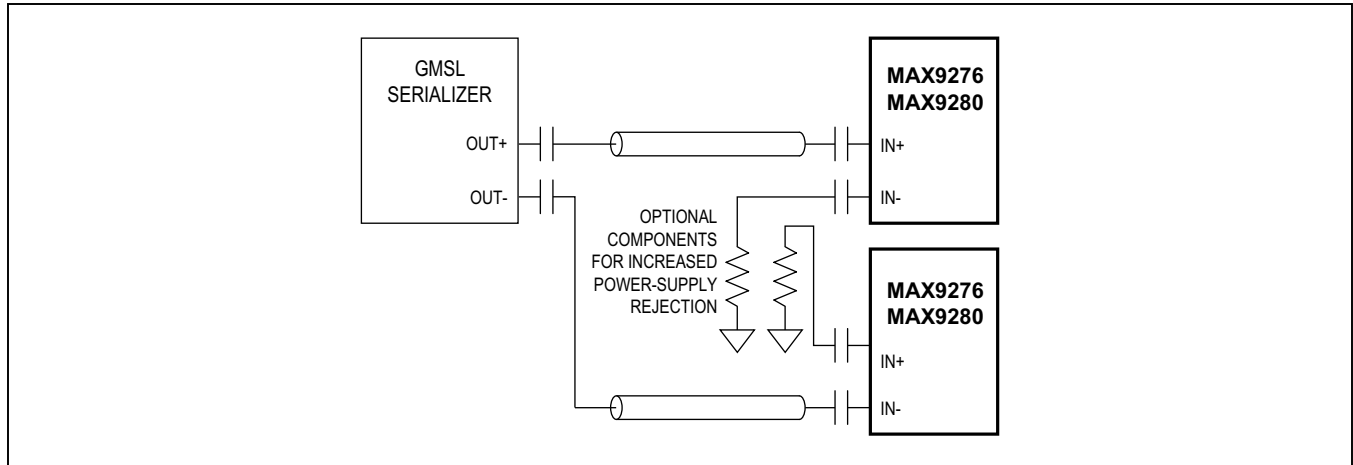 GMSL
SERIALIZER
OUT+
OUT-
MAX9276
MAX9280
IN+
IN-
OPTIONAL
COMPONENTS
FOR INCREASED
POWER-SUPPLY
REJECTION
MAX9276
MAX9280
IN+
IN-